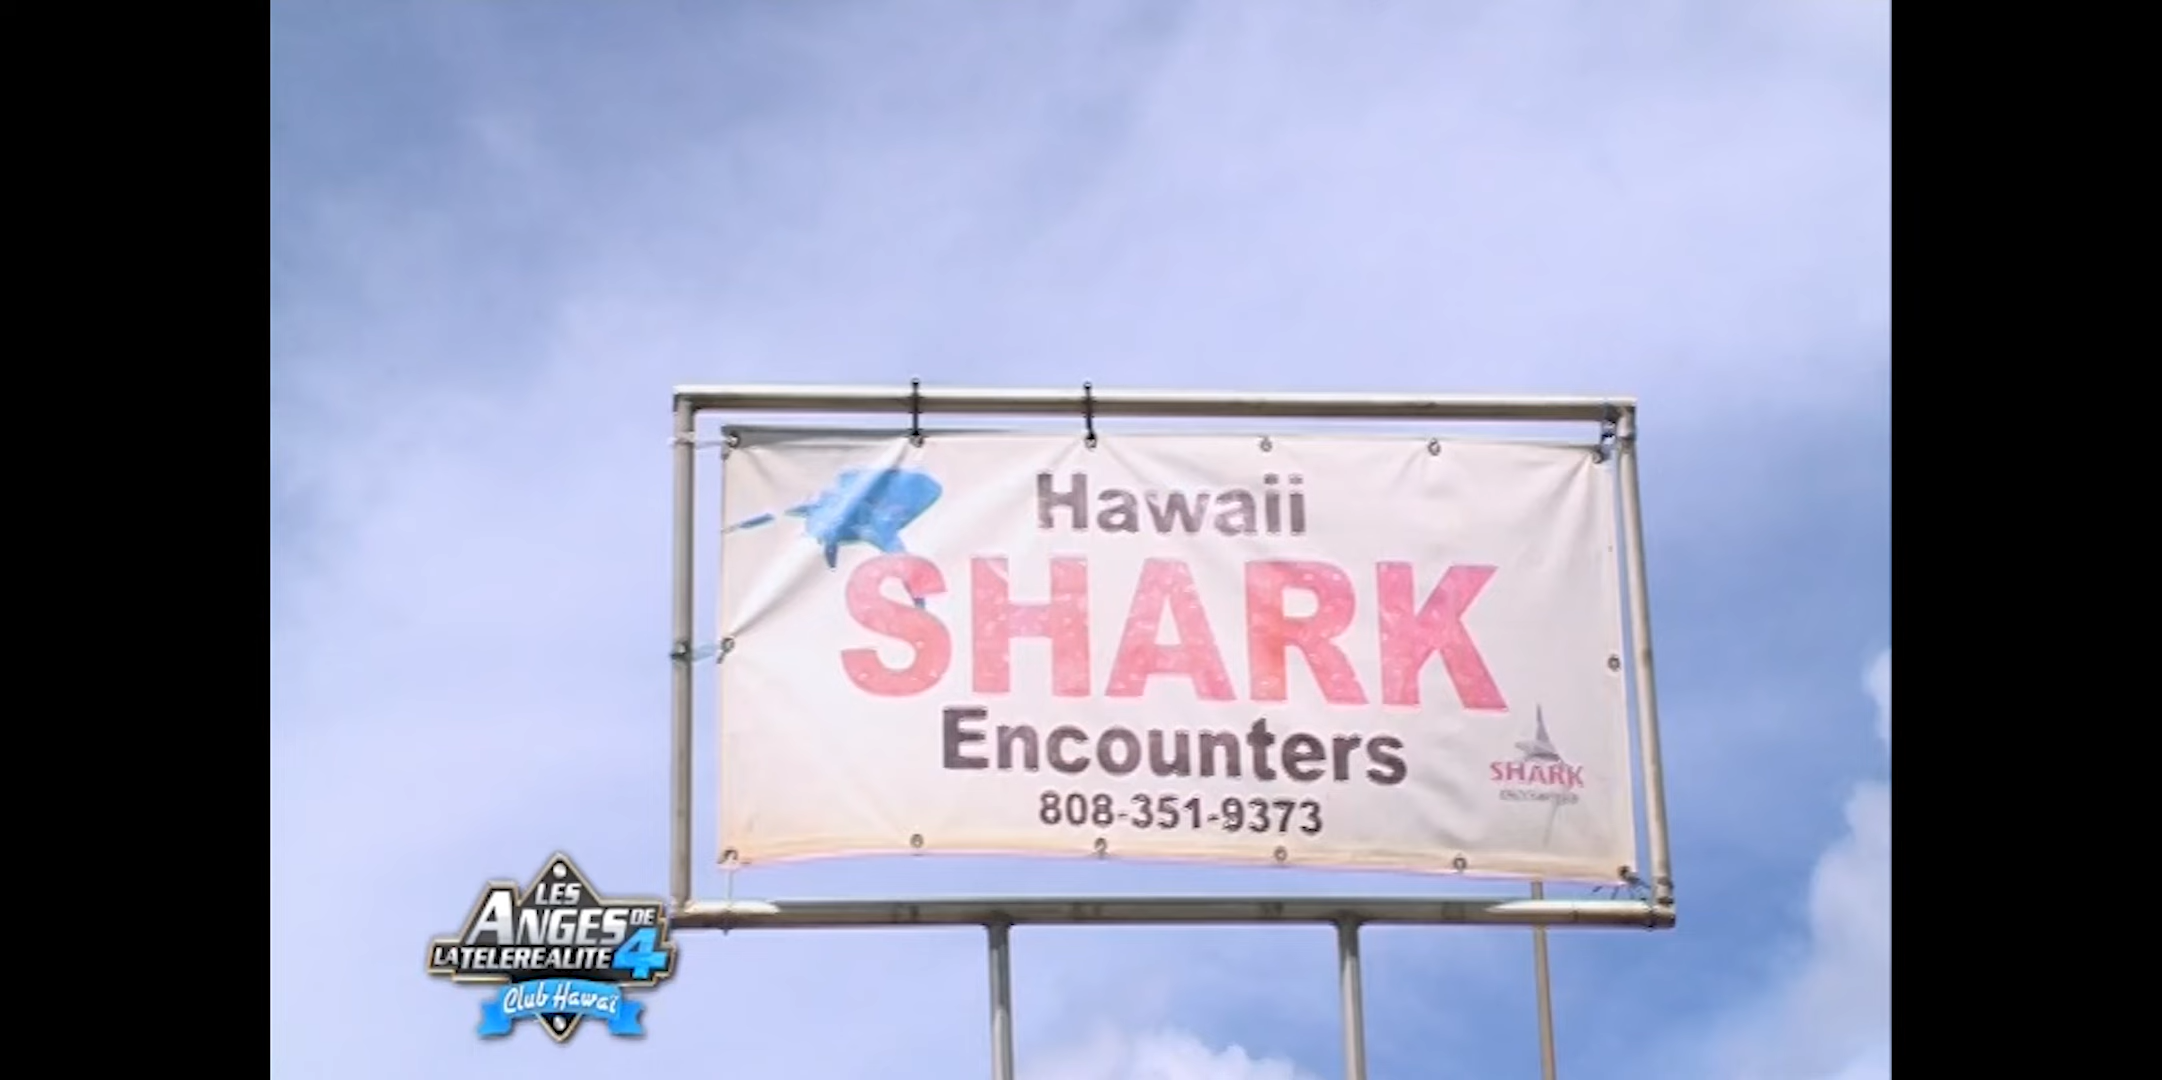 Hawaii
SHARK
Encounters
808-351-9373
SHARK
LES
ANGES DE
LA TELEREALITE 4
Club Hawaï